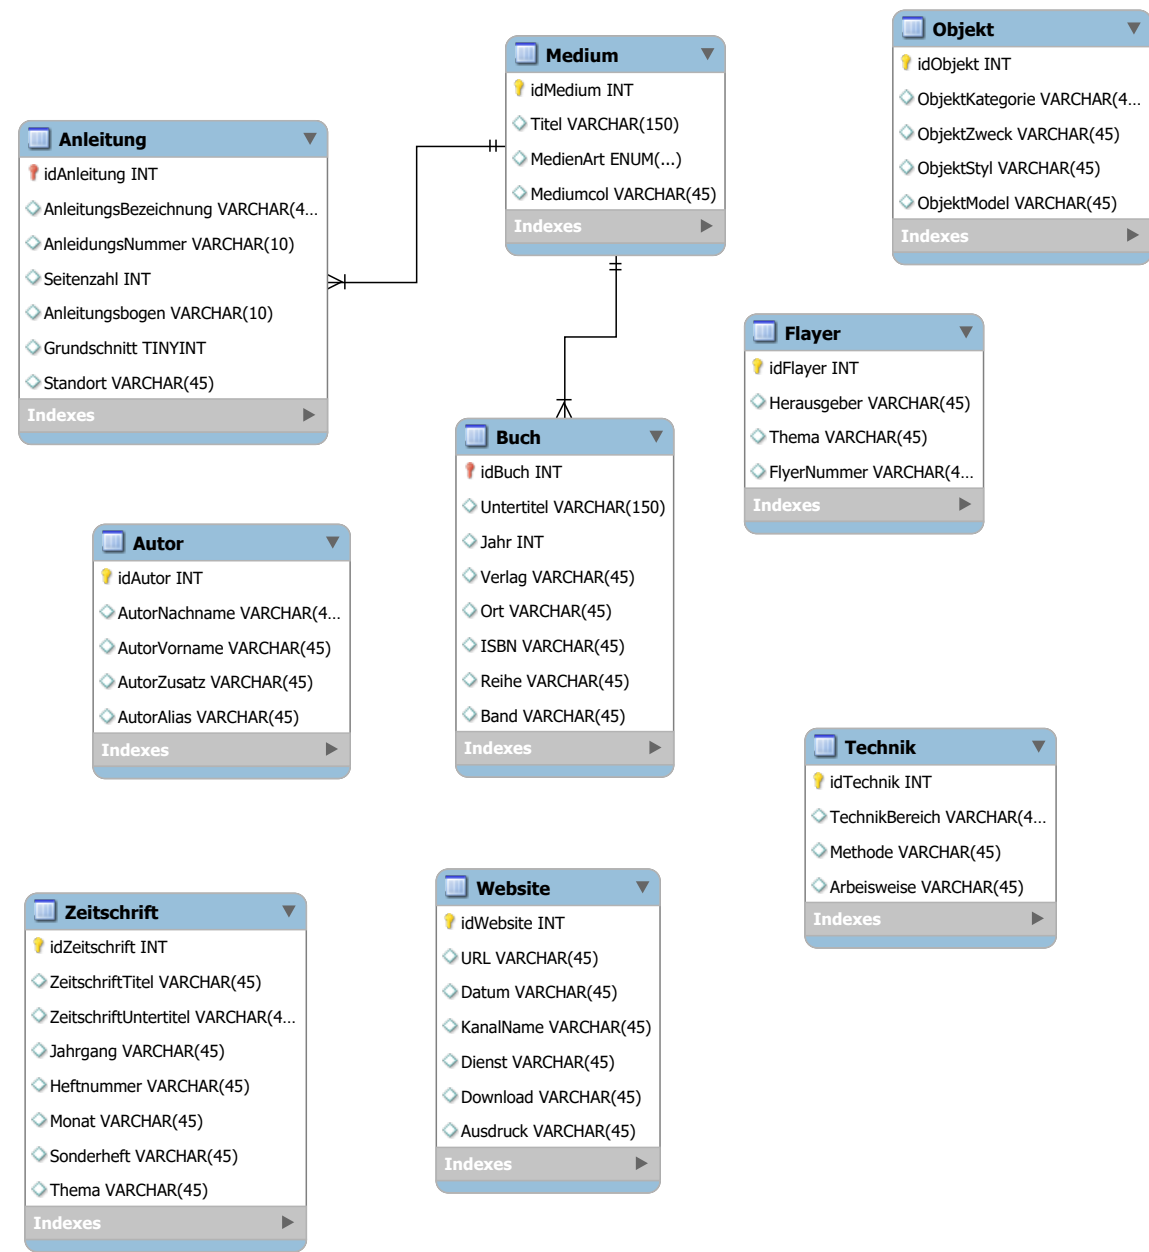 Medium
idMedium INT
Titel VARCHAR(150)
MedienArt ENUM(...)
Mediumcol VARCHAR(45)
Indexes
Objekt
idObjekt INT
ObjektKategorie VARCHAR(4...
ObjektZweck VARCHAR(45)
ObjektStyl VARCHAR(45)
ObjektModel VARCHAR(45)
Indexes
Anleitung
idAnleitung INT
AnleitungsBezeichnung VARCHAR(4...
AnleidungsNummer VARCHAR(10)
Seitenzahl INT
Anleitungsbogen VARCHAR(10)
Grundschnitt TINYINT
Standort VARCHAR(45)
Indexes
Flayer
idFlayer INT
Herausgeber VARCHAR(45)
Thema VARCHAR(45)
FlyerNummer VARCHAR(4...
Indexes
Buch
idBuch INT
Untertitel VARCHAR(150)
Jahr INT
Verlag VARCHAR(45)
Ort VARCHAR(45)
ISBN VARCHAR(45)
Reihe VARCHAR(45)
Band VARCHAR(45)
Indexes
Autor
idAutor INT
AutorNachname VARCHAR(4...
AutorVorname VARCHAR(45)
AutorZusatz VARCHAR(45)
AutorAlias VARCHAR(45)
Indexes
Technik
idTechnik INT
TechnikBereich VARCHAR(4...
Methode VARCHAR(45)
Arbeisweise VARCHAR(45)
Indexes
Zeitschrift
idZeitschrift INT
ZeitschriftTitel VARCHAR(45)
ZeitschriftUntertitel VARCHAR(4...
Jahrgang VARCHAR(45)
Heftnummer VARCHAR(45)
Monat VARCHAR(45)
Sonderheft VARCHAR(45)
Thema VARCHAR(45)
Indexes
Website
idWebsite INT
URL VARCHAR(45)
Datum VARCHAR(45)
KanalName VARCHAR(45)
Dienst VARCHAR(45)
Download VARCHAR(45)
Ausdruck VARCHAR(45)
Indexes